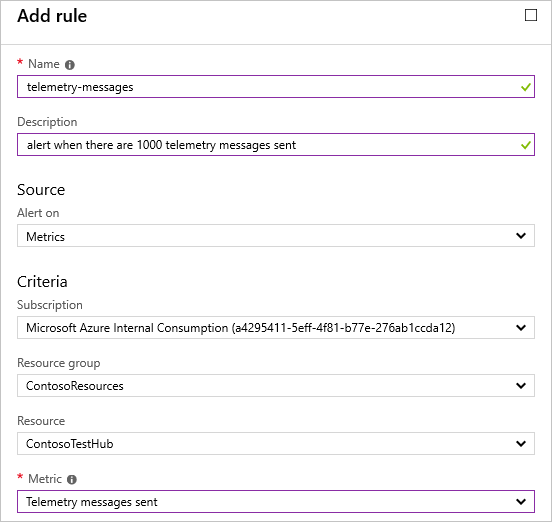 Add rule
* Name
telemetry-messages
Description
alert when there are 1000 telemetry messages sent
Source
Alert on
Metrics
Criteria
Subscription
Microsoft Azure Internal Consumption (a4295411-5eff-4f81-b77e-276ab1ccda12)
Resource group
ContosoResources
Resource
ContosoTestHub
* Metric
Telemetry messages sent